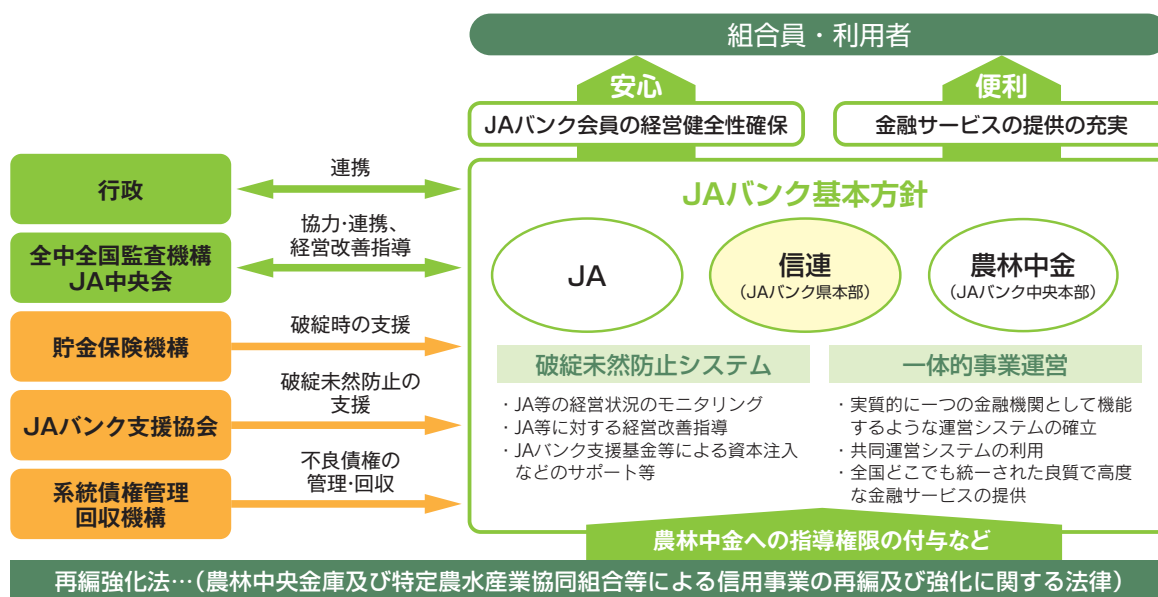 組合員・利用者
安心
便利
JAバンク会員の経営健全性確保
金融サービスの提供の充実
行政
連携
全中全国監査機構
JA中央会
協力・連携、
経営改善指導
貯金保険機構
破綻時の支援
JAバンク支援協会
破綻未然防止の
支援
系統債権管理
回収機構
不良債権の
管理・回収
JAバンク基本方針
JA
信連
（JAバンク県本部）
農林中金
（JAバンク中央本部）
破綻未然防止システム
・JA等の経営状況のモニタリング
・JA等に対する経営改善指導
・JAバンク支援基金等による資本注入
などのサポート等
一体的事業運営
・実質的に一つの金融機関として機能
するような運営システムの確立
・共同運営システムの利用
・全国どこでも統一された良質で高度
な金融サービスの提供
農林中金への指導権限の付与など
再編強化法…（農林中央金庫及び特定農水産業協同組合等による信用事業の再編及び強化に関する法律）